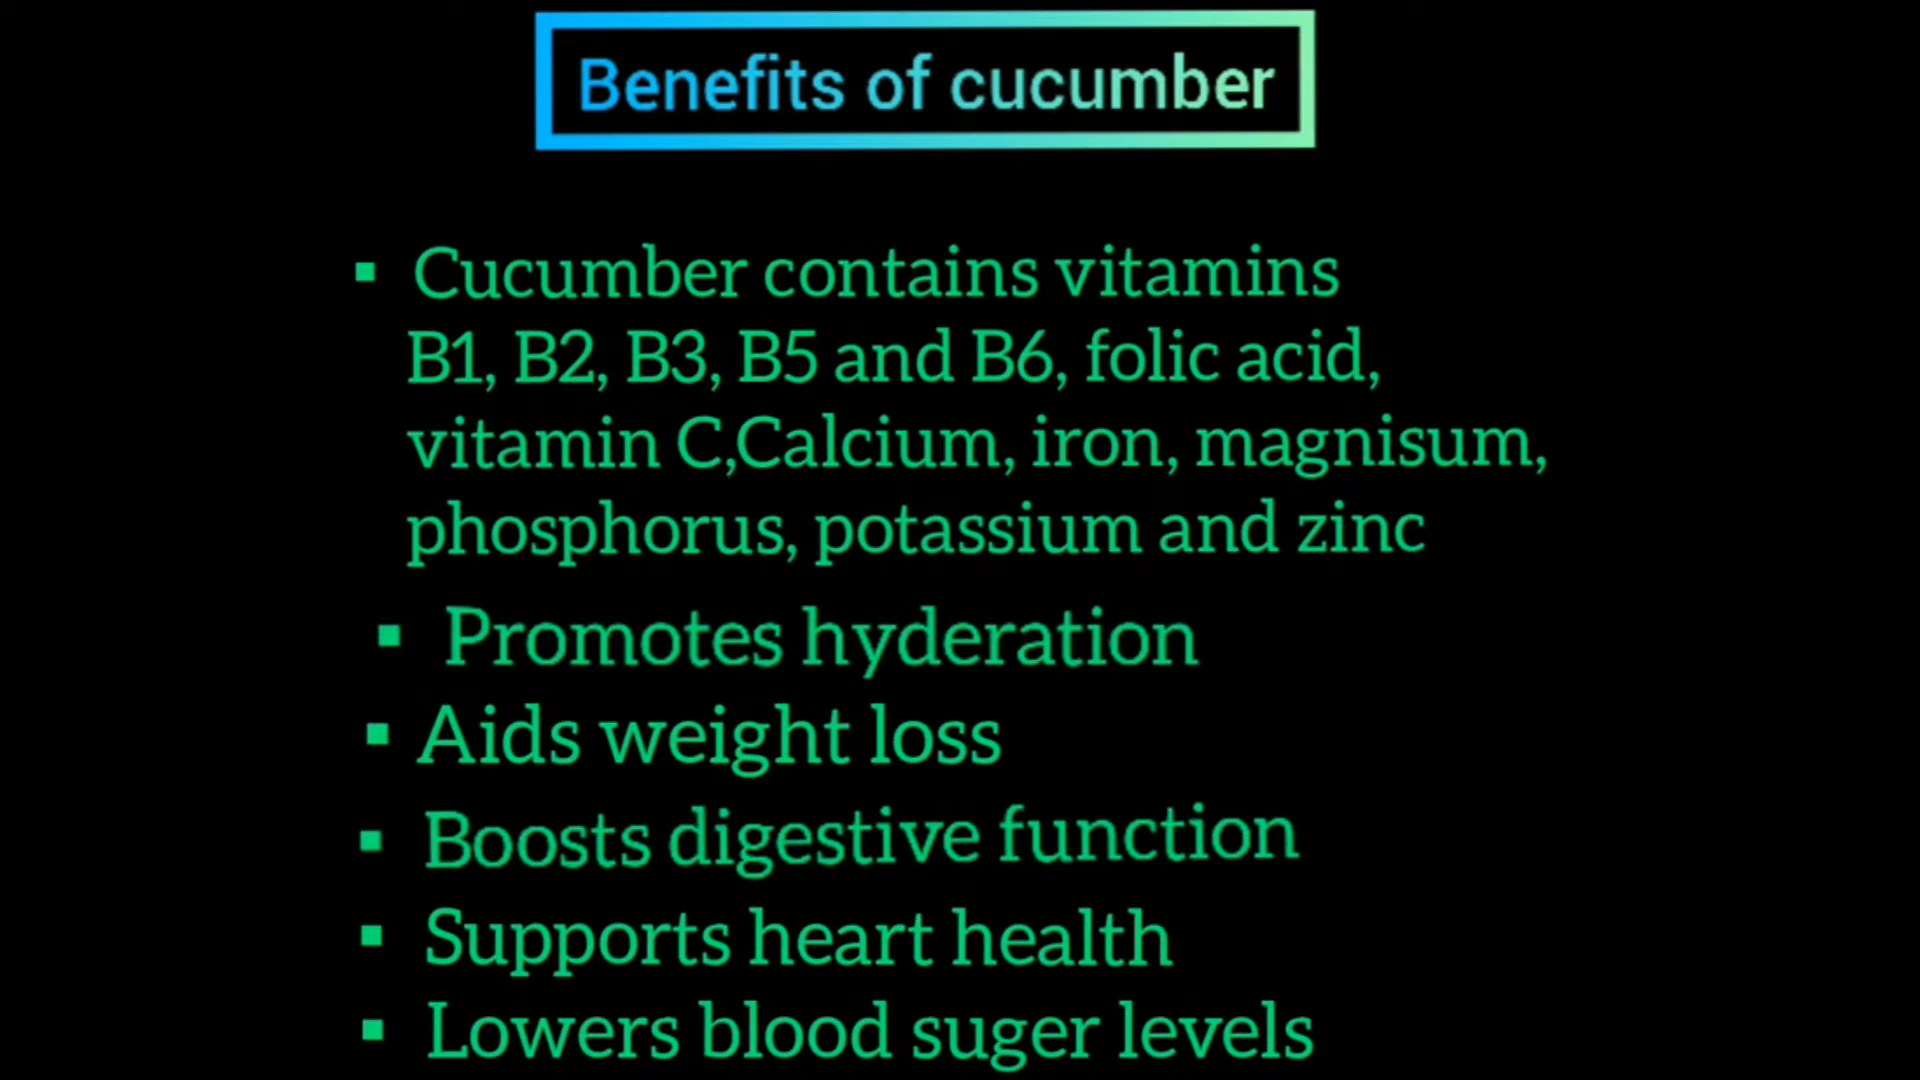 Benefits of cucumber
▪ Cucumber contains vitamins
B1, B2, B3, B5 and B6, folic acid,
vitamin C,Calcium, iron, magnisum,
phosphorus, potassium and zinc
▪ Promotes hyderation
▪ Aids weight loss
▪ Boosts digestive function
▪ Supports heart health
▪ Lowers blood suger levels